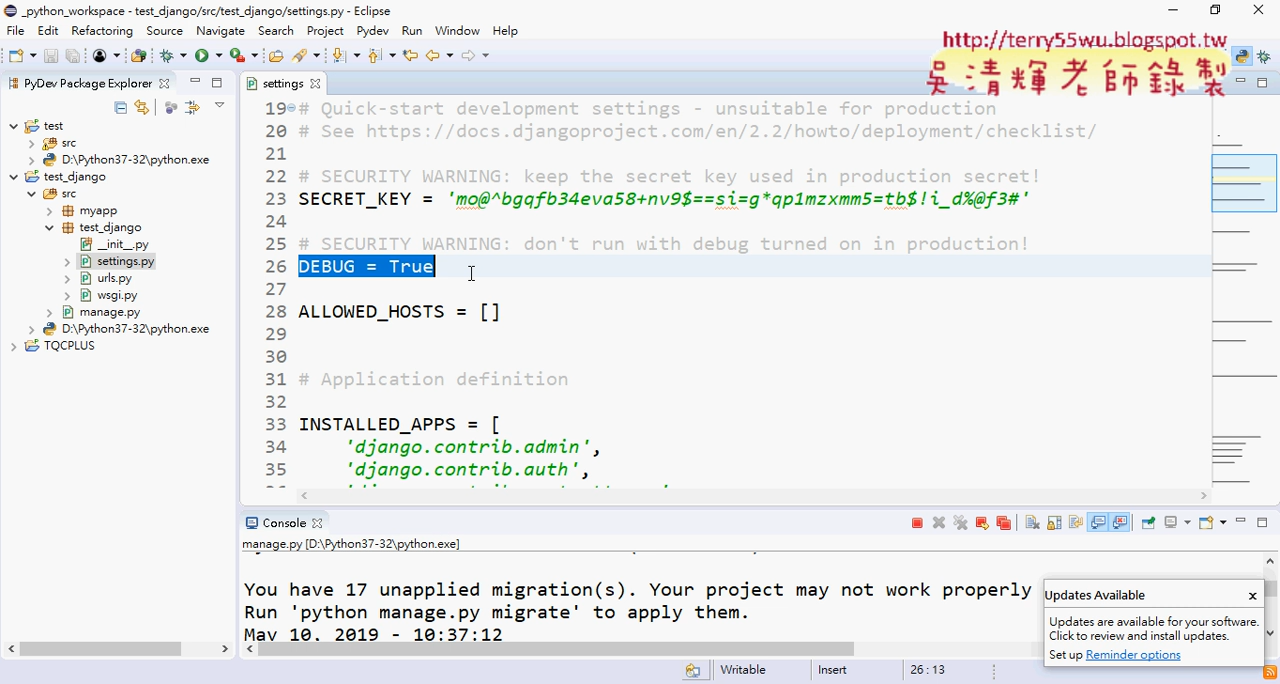 _python_workspace - test_django/src/test_django/settings.py - Eclipse
File Edit Refactoring Source Navigate Search Project Pydev Run Window Help
http://terry55wu.blogspot.tw
吳清輝老師錄製
PyDev Package Explorer
settings
test
src
D:\Python37-32\python.exe
test_django
src
myapp
test_django
__init__.py
settings.py
urls.py
wsgi.py
manage.py
D:\Python37-32\python.exe
TQCPLUS
19 # Quick-start development settings - unsuitable for production
20 # See https://docs.djangoproject.com/en/2.2/howto/deployment/checklist/
21
22 # SECURITY WARNING: keep the secret key used in production secret!
23 SECRET_KEY = 'mo@^bgqfb34eva58+nv9$==si=g*qp1mzxmm5=tb$!i_d%@f3#'
24
25 # SECURITY WARNING: don't run with debug turned on in production!
26 DEBUG = True
27
28 ALLOWED_HOSTS = []
29
30
31 # Application definition
32
33 INSTALLED_APPS = [
34 'django.contrib.admin',
35 'django.contrib.auth',
Console
manage.py [D:\Python37-32\python.exe]
You have 17 unapplied migration(s). Your project may not work properly
Run 'python manage.py migrate' to apply them.
May 10, 2019 - 10:37:12
Updates Available
Updates are available for your software.
Click to review and install updates.
Set up Reminder options
Writable Insert 26 : 13